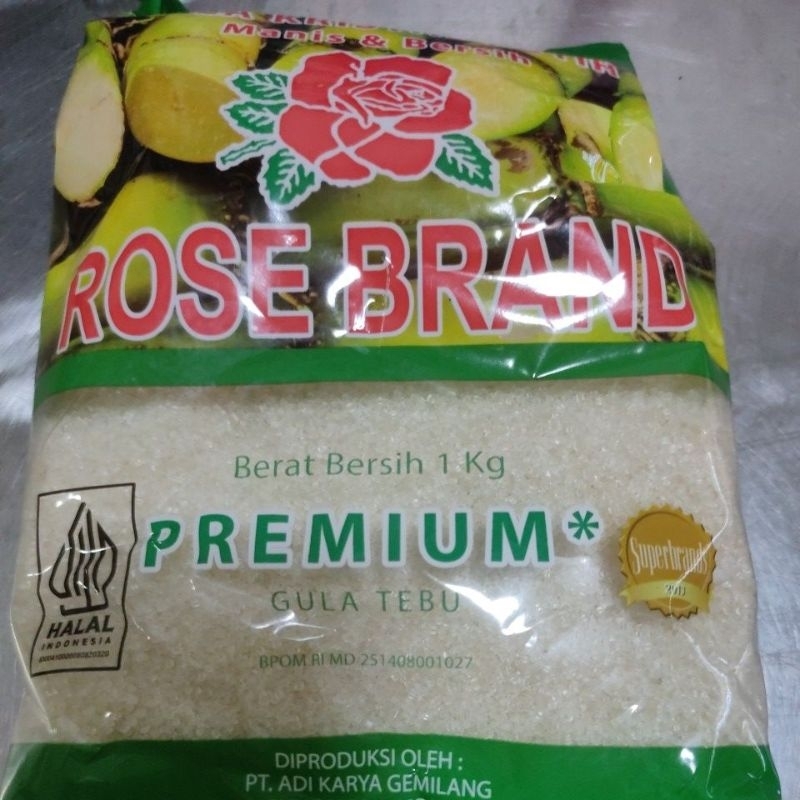 Manis & Bersih
ROSE BRAND
Berat Bersih 1 Kg
PREMIUM*
GULA TEBU
Superbrands
HALAL
INDONESIA
BPOM RI MD 251408001027
DIPRODUKSI OLEH :
PT. ADI KARYA GEMILANG